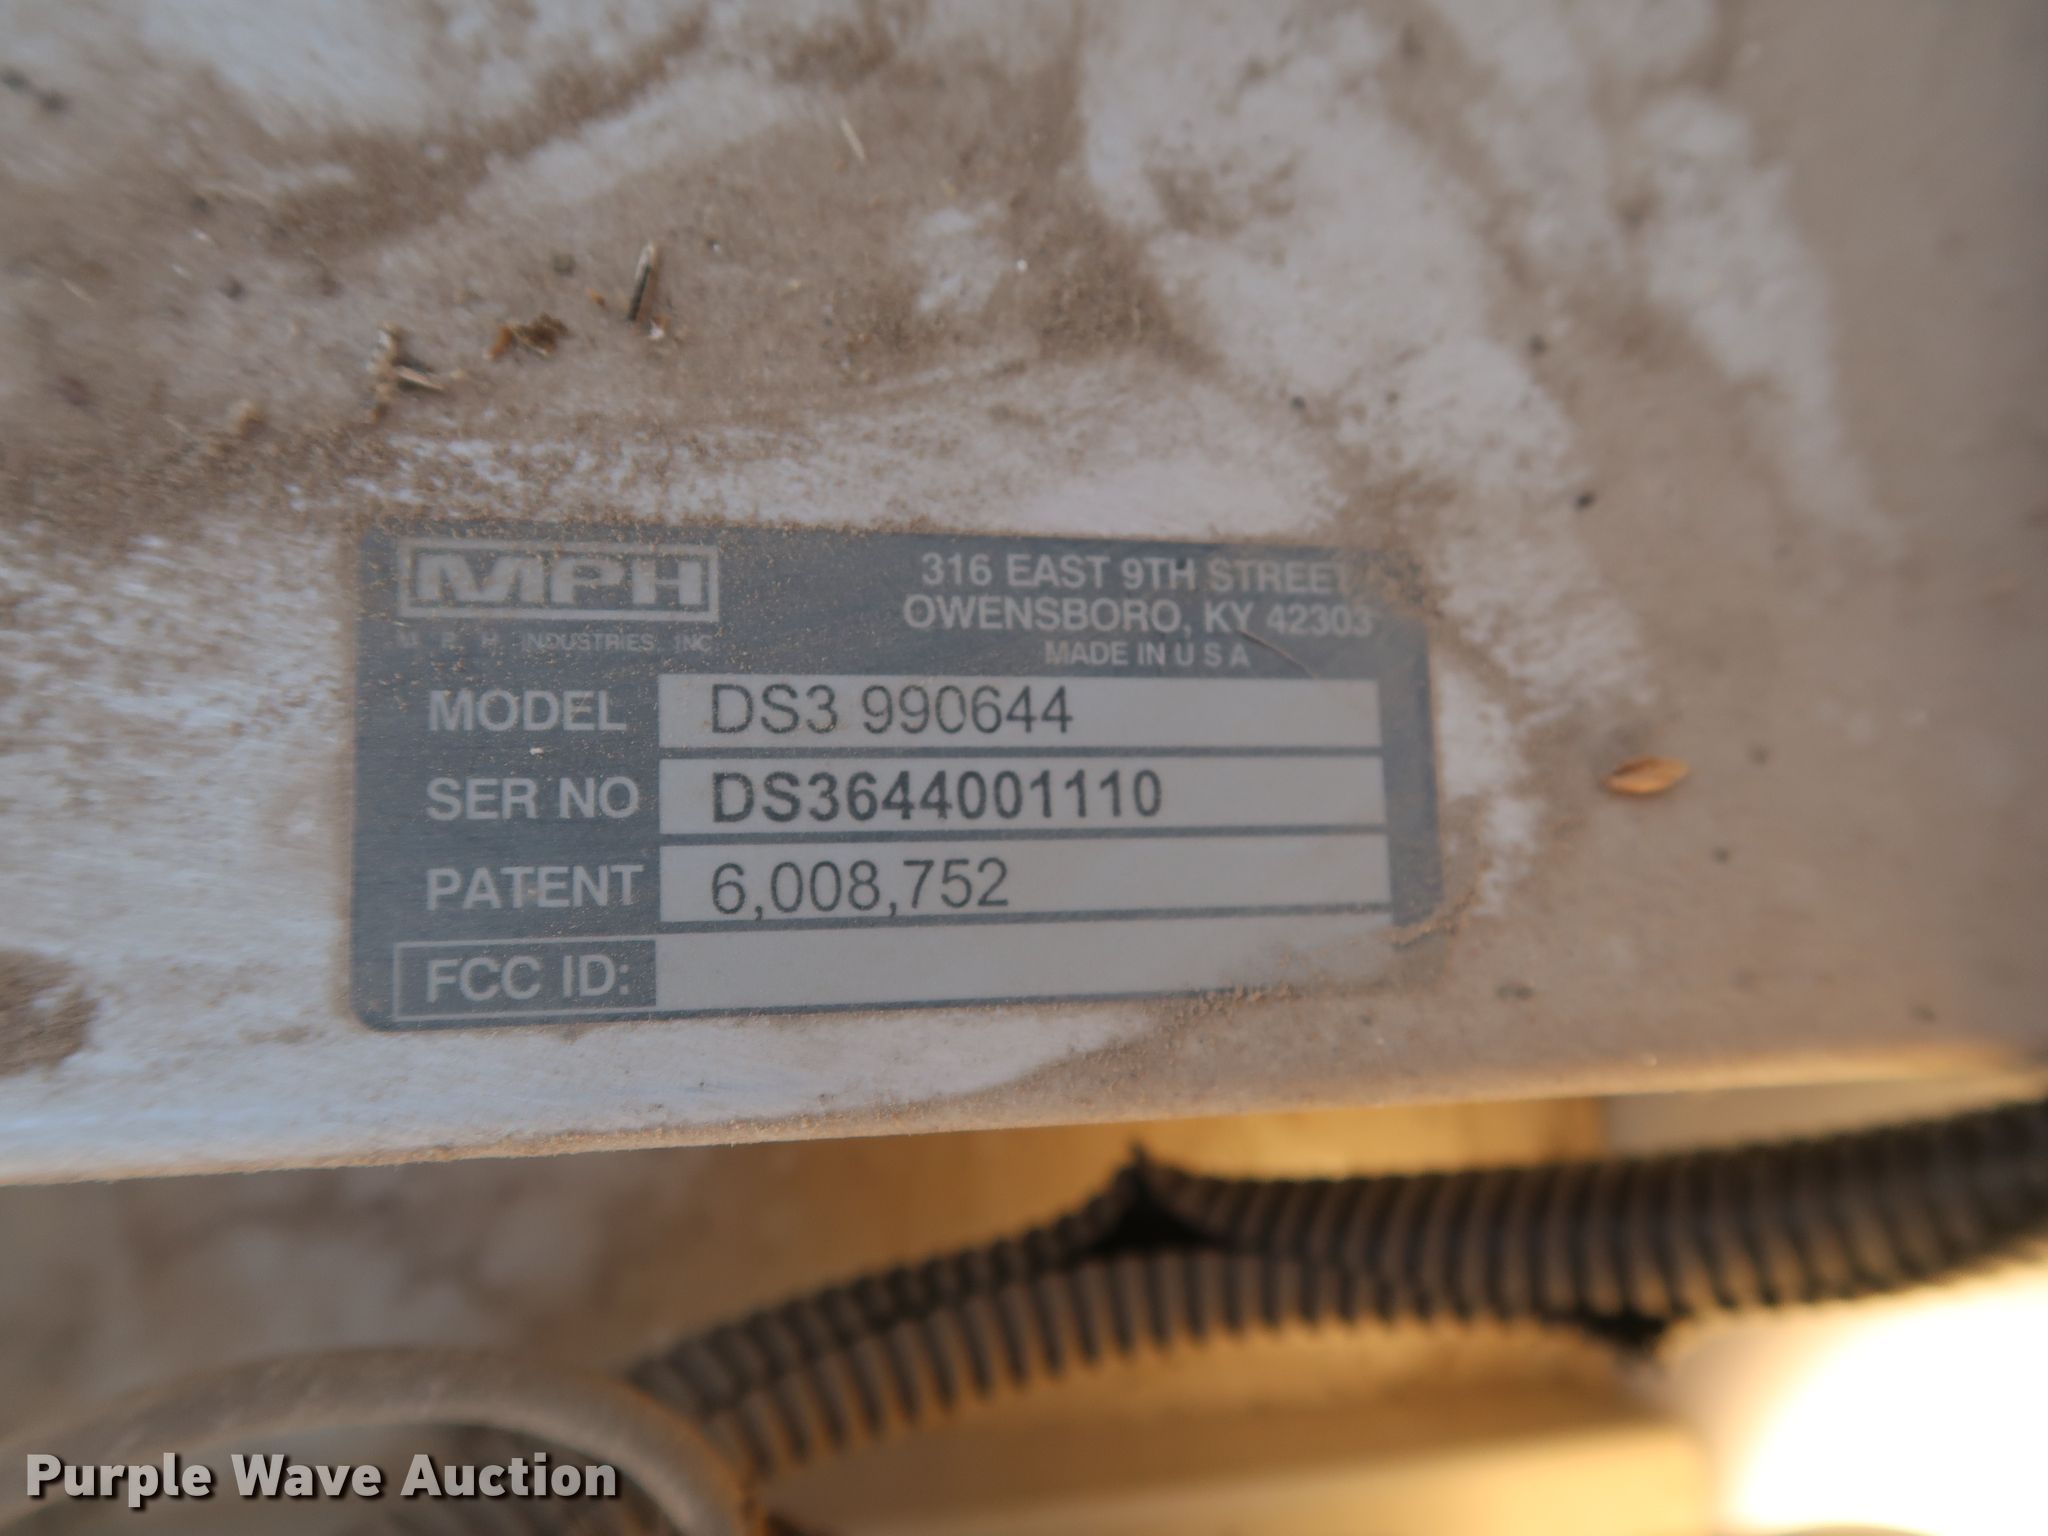 MPH
M P H INDUSTRIES, INC
316 EAST 9TH STREET
OWENSBORO, KY 42303
MADE IN U S A
MODEL DS3 990644
SER NO DS3644001110
PATENT 6,008,752
FCC ID:
Purple Wave Auction